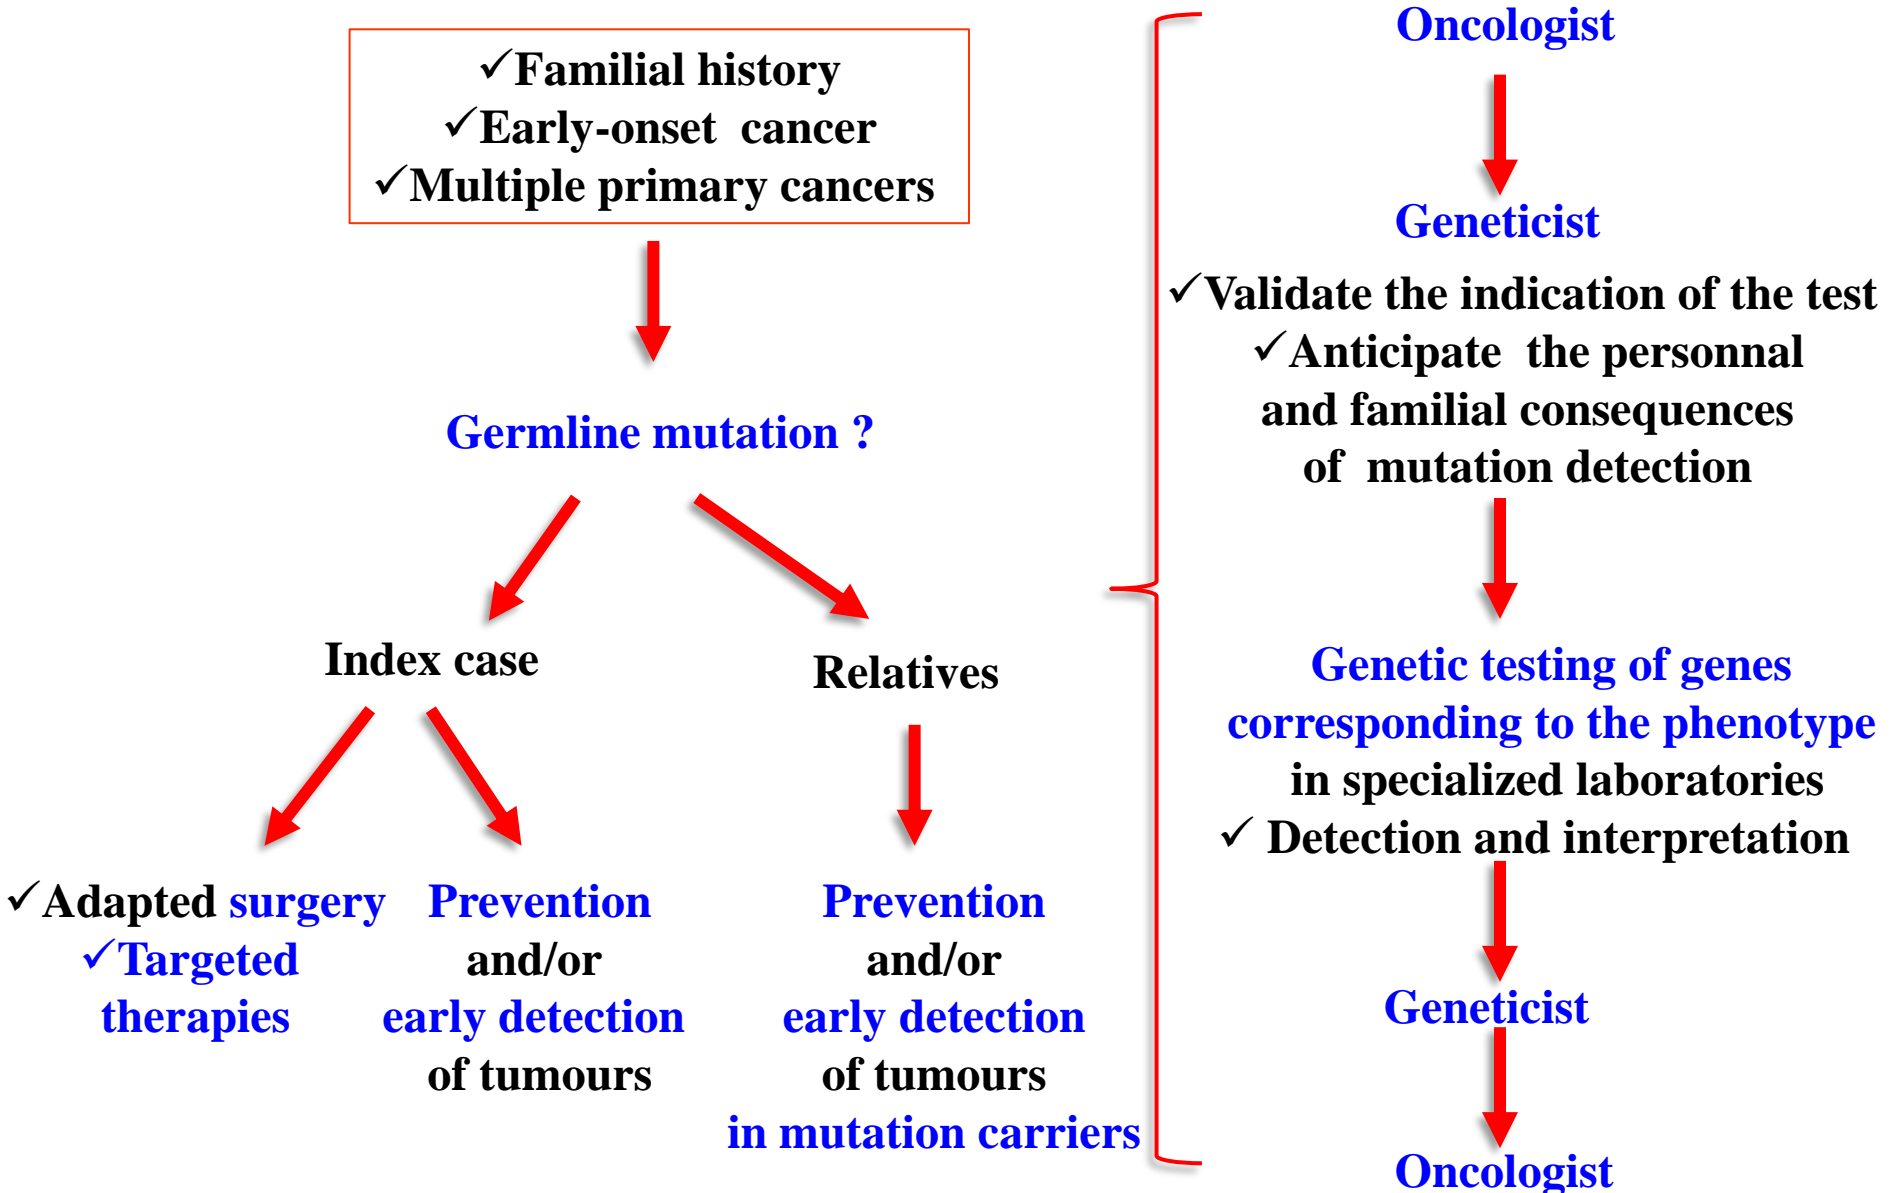 ✓Familial history
✓Early-onset cancer
✓Multiple primary cancers
Germline mutation ?
Index case
Relatives
✓Adapted surgery
✓Targeted
therapies
Prevention
and/or
early detection
of tumours
Prevention
and/or
early detection
of tumours
in mutation carriers
Oncologist
Geneticist
✓Validate the indication of the test
✓Anticipate the personnal
and familial consequences
of mutation detection
Genetic testing of genes
corresponding to the phenotype
in specialized laboratories
✓ Detection and interpretation
Geneticist
Oncologist